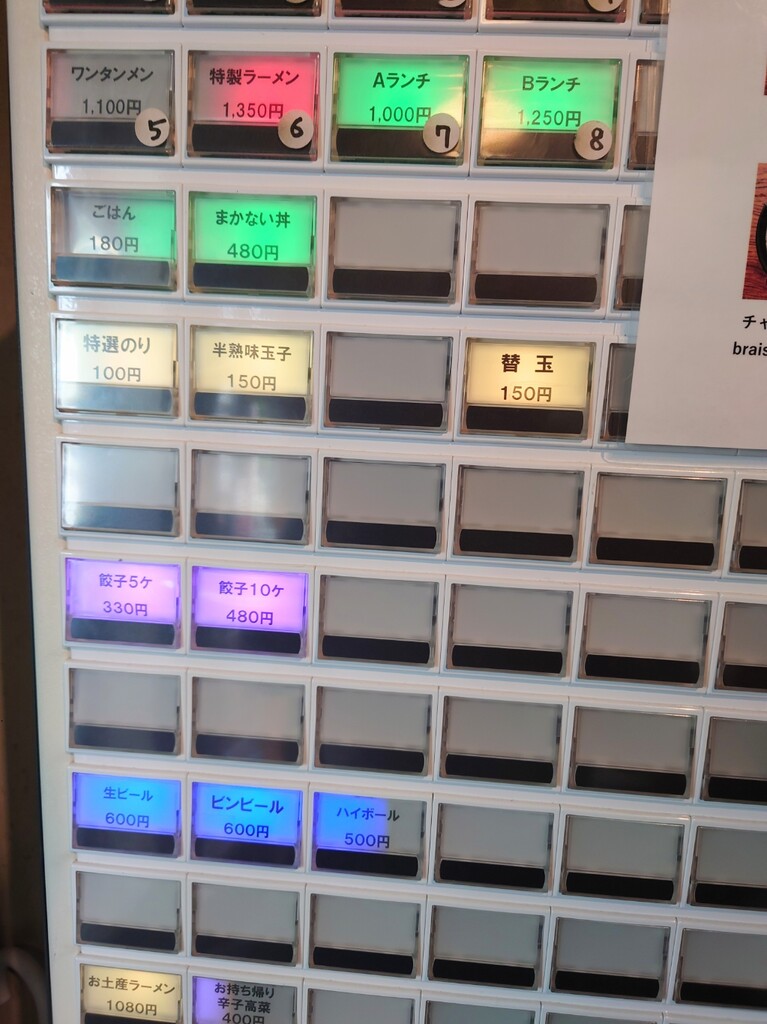 ワンタンメン
1,100円
5
特製ラーメン
1,350円
6
Aランチ
1,000円
7
Bランチ
1,250円
8
ごはん
180円
まかない丼
480円
特選のり
100円
半熟味玉子
150円
替 玉
150円
餃子5ケ
330円
餃子10ケ
480円
生ビール
600円
ビンビール
600円
ハイボール
500円
お土産ラーメン
1080円
お持ち帰り
辛子高菜
400円
チャ
brais